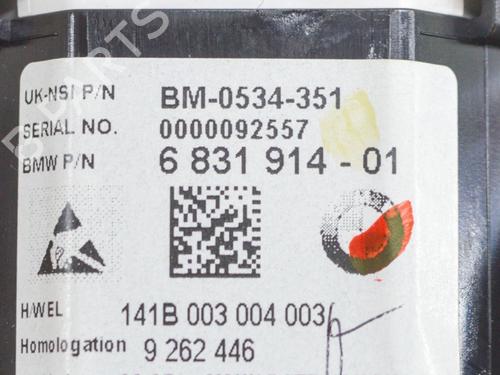 UK-NSI P/N BM-0534-351
SERIAL NO. 0000092557
BMW P/N 6 831 914 - 01
H/WEL 141B 003 004 003
Homologation 9 262 446